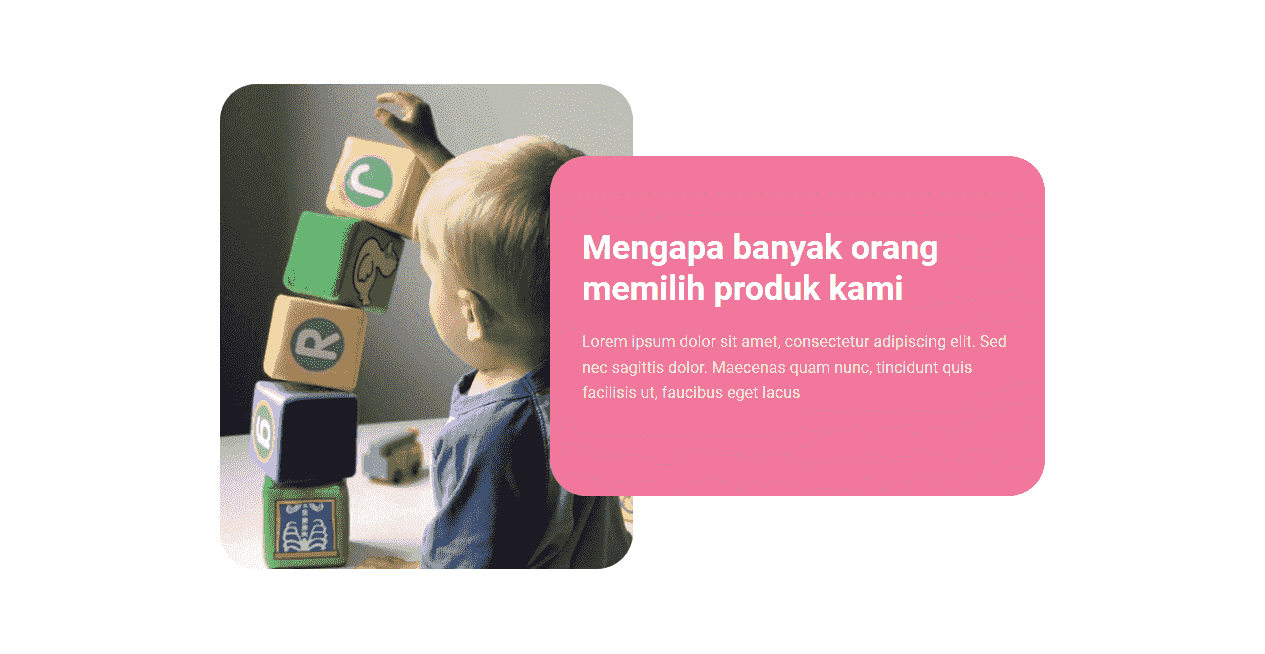 J
R
a
Mengapa banyak orang
memilih produk kami
Lorem ipsum dolor sit amet, consectetur adipiscing elit. Sed
nec sagittis dolor. Maecenas quam nunc, tincidunt quis
facilisis ut, faucibus eget lacus